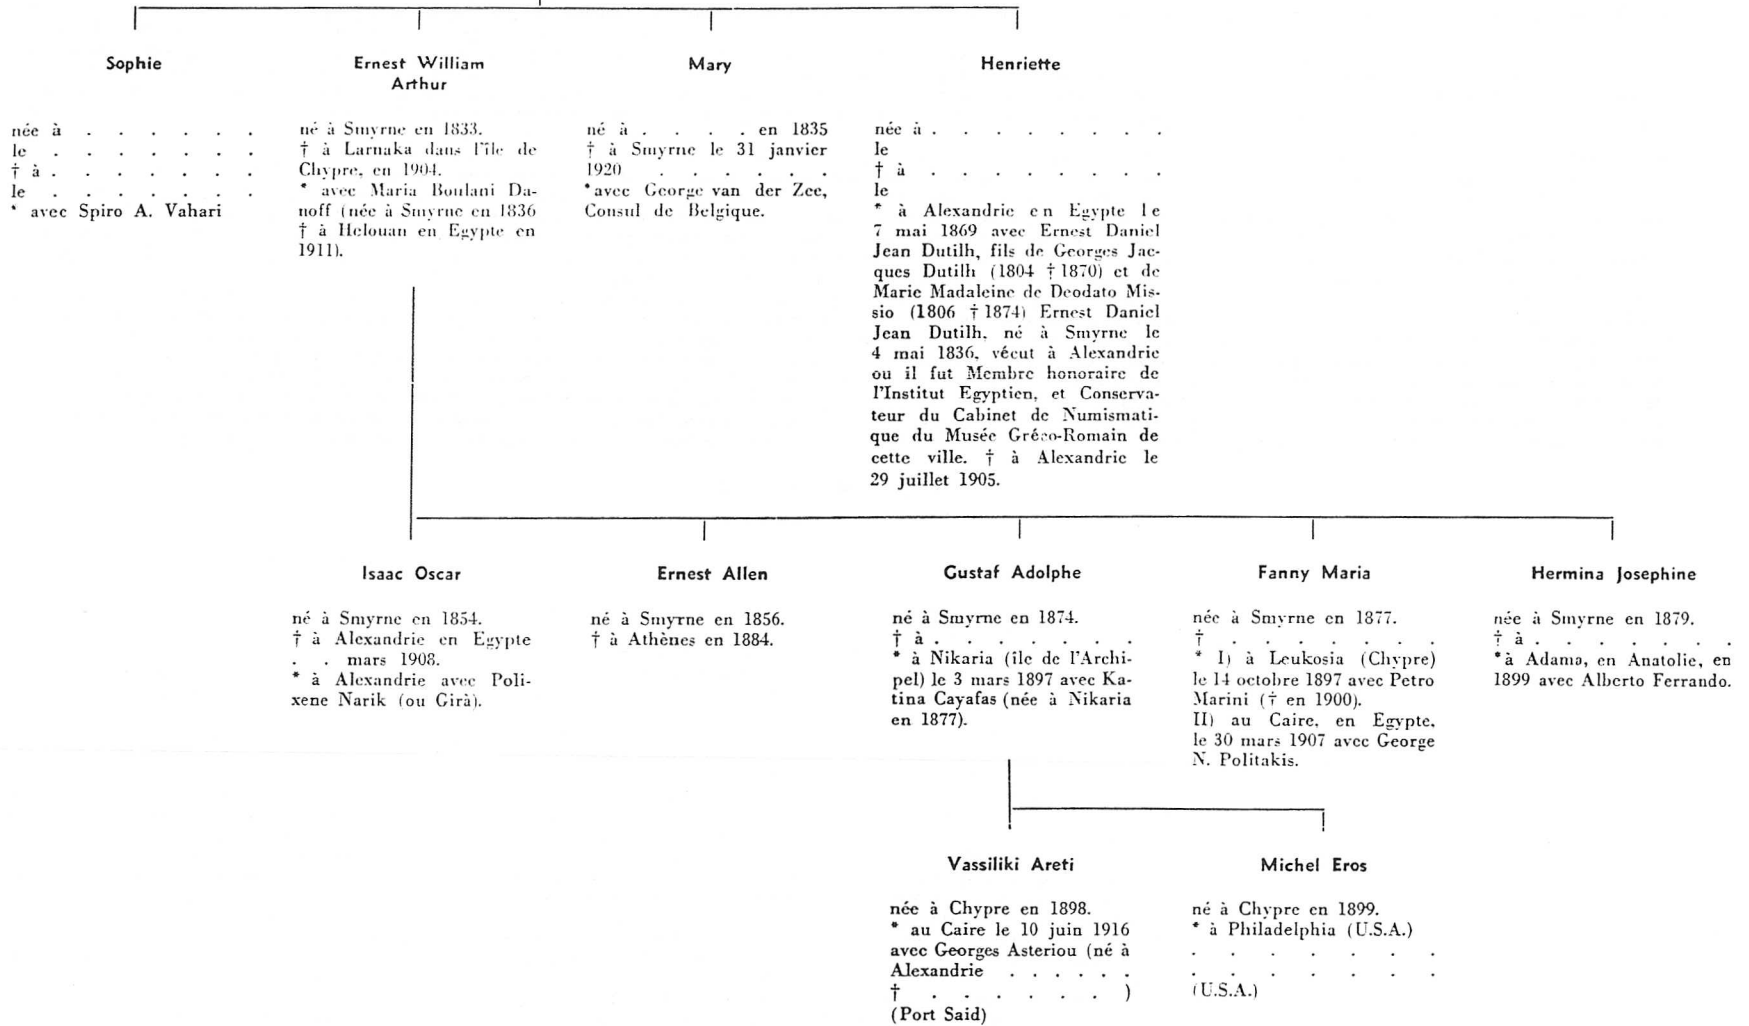 Sophie
née à . . . . . .
le . . . . . . .
† à . . . . . . .
le . . . . . . .
* avec Spiro A. Vahari
Ernest William
Arthur
né à Smyrne en 1833.
† à Larnaka dans l'île de
Chypre, en 1904.
* avec Maria Boulani Da-
noff (née à Smyrne en 1836
† à Helouan en Egypte en
1911).
Mary
né à . . . . en 1835
† à Smyrne le 31 janvier
1920 . . . . . .
*avec George van der Zee,
Consul de Belgique.
Henriette
née à . . . . . . . .
le
† à . . . . . . . .
le
* à Alexandrie en Egypte le
7 mai 1869 avec Ernest Daniel
Jean Dutilh, fils de Georges Jac-
ques Dutilh (1804 † 1870) et de
Marie Madaleine de Deodato Mis-
sio (1806 † 1874) Ernest Daniel
Jean Dutilh, né à Smyrne le
4 mai 1836, vécut à Alexandrie
ou il fut Membre honoraire de
l'Institut Egyptien, et Conserva-
teur du Cabinet de Numismati-
que du Musée Gréco-Romain de
cette ville. † à Alexandrie le
29 juillet 1905.
Isaac Oscar
né à Smyrne en 1854.
† à Alexandrie en Egypte
. . mars 1908.
* à Alexandrie avec Poli-
xene Narik (ou Girà).
Ernest Allen
né à Smyrne en 1856.
† à Athènes en 1884.
Gustaf Adolphe
né à Smyrne en 1874.
† à . . . . . . .
* à Nikaria (île de l'Archi-
pel) le 3 mars 1897 avec Ka-
tina Cayafas (née à Nikaria
en 1877).
Fanny Maria
née à Smyrne en 1877.
† . . . . . . .
* I) à Leukosia (Chypre)
le 14 octobre 1897 avec Petro
Marini († en 1900).
II) au Caire, en Egypte,
le 30 mars 1907 avec George
N. Politakis.
Hermina Josephine
née à Smyrne en 1879.
† à . . . . . . .
*à Adama, en Anatolie, en
1899 avec Alberto Ferrando.
Vassiliki Areti
née à Chypre en 1898.
* au Caire le 10 juin 1916
avec Georges Asteriou (né à
Alexandrie . . . . . .
† . . . . . . )
(Port Said)
Michel Eros
né à Chypre en 1899.
* à Philadelphia (U.S.A.)
. . . . . . .
. . . . . . .
(U.S.A.)